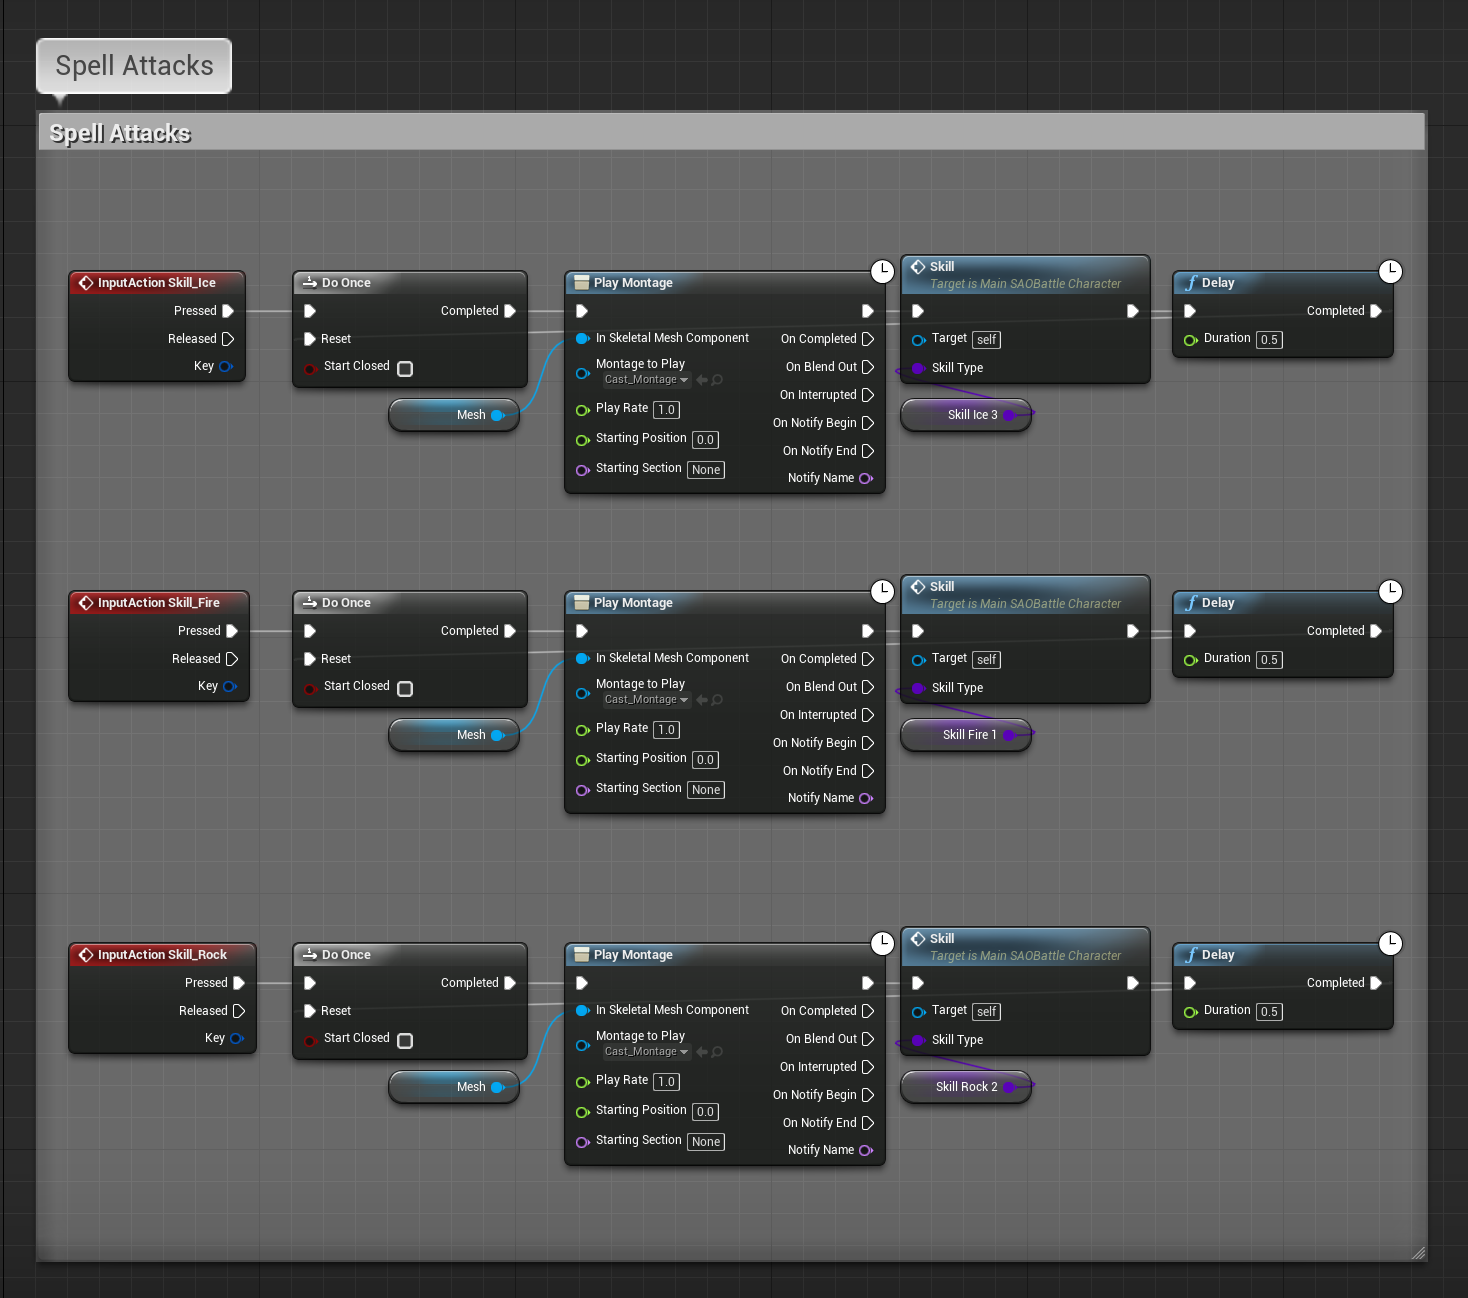 Spell Attacks
Spell Attacks
InputAction Skill_Ice
Pressed
Released
Key
Do Once
Completed
Reset
Start Closed
Mesh
Play Montage
In Skeletal Mesh Component
On Completed
Montage to Play
Cast_Montage
On Blend Out
On Interrupted
Play Rate 1.0
On Notify Begin
Starting Position 0.0
On Notify End
Starting Section None
Notify Name
Skill
Target is Main SAOBattle Character
Target self
Skill Type
Skill Ice 3
Delay
Completed
Duration 0.5
InputAction Skill_Fire
Pressed
Released
Key
Do Once
Completed
Reset
Start Closed
Mesh
Play Montage
In Skeletal Mesh Component
On Completed
Montage to Play
Cast_Montage
On Blend Out
On Interrupted
Play Rate 1.0
On Notify Begin
Starting Position 0.0
On Notify End
Starting Section None
Notify Name
Skill
Target is Main SAOBattle Character
Target self
Skill Type
Skill Fire 1
Delay
Completed
Duration 0.5
InputAction Skill_Rock
Pressed
Released
Key
Do Once
Completed
Reset
Start Closed
Mesh
Play Montage
In Skeletal Mesh Component
On Completed
Montage to Play
Cast_Montage
On Blend Out
On Interrupted
Play Rate 1.0
On Notify Begin
Starting Position 0.0
On Notify End
Starting Section None
Notify Name
Skill
Target is Main SAOBattle Character
Target self
Skill Type
Skill Rock 2
Delay
Completed
Duration 0.5